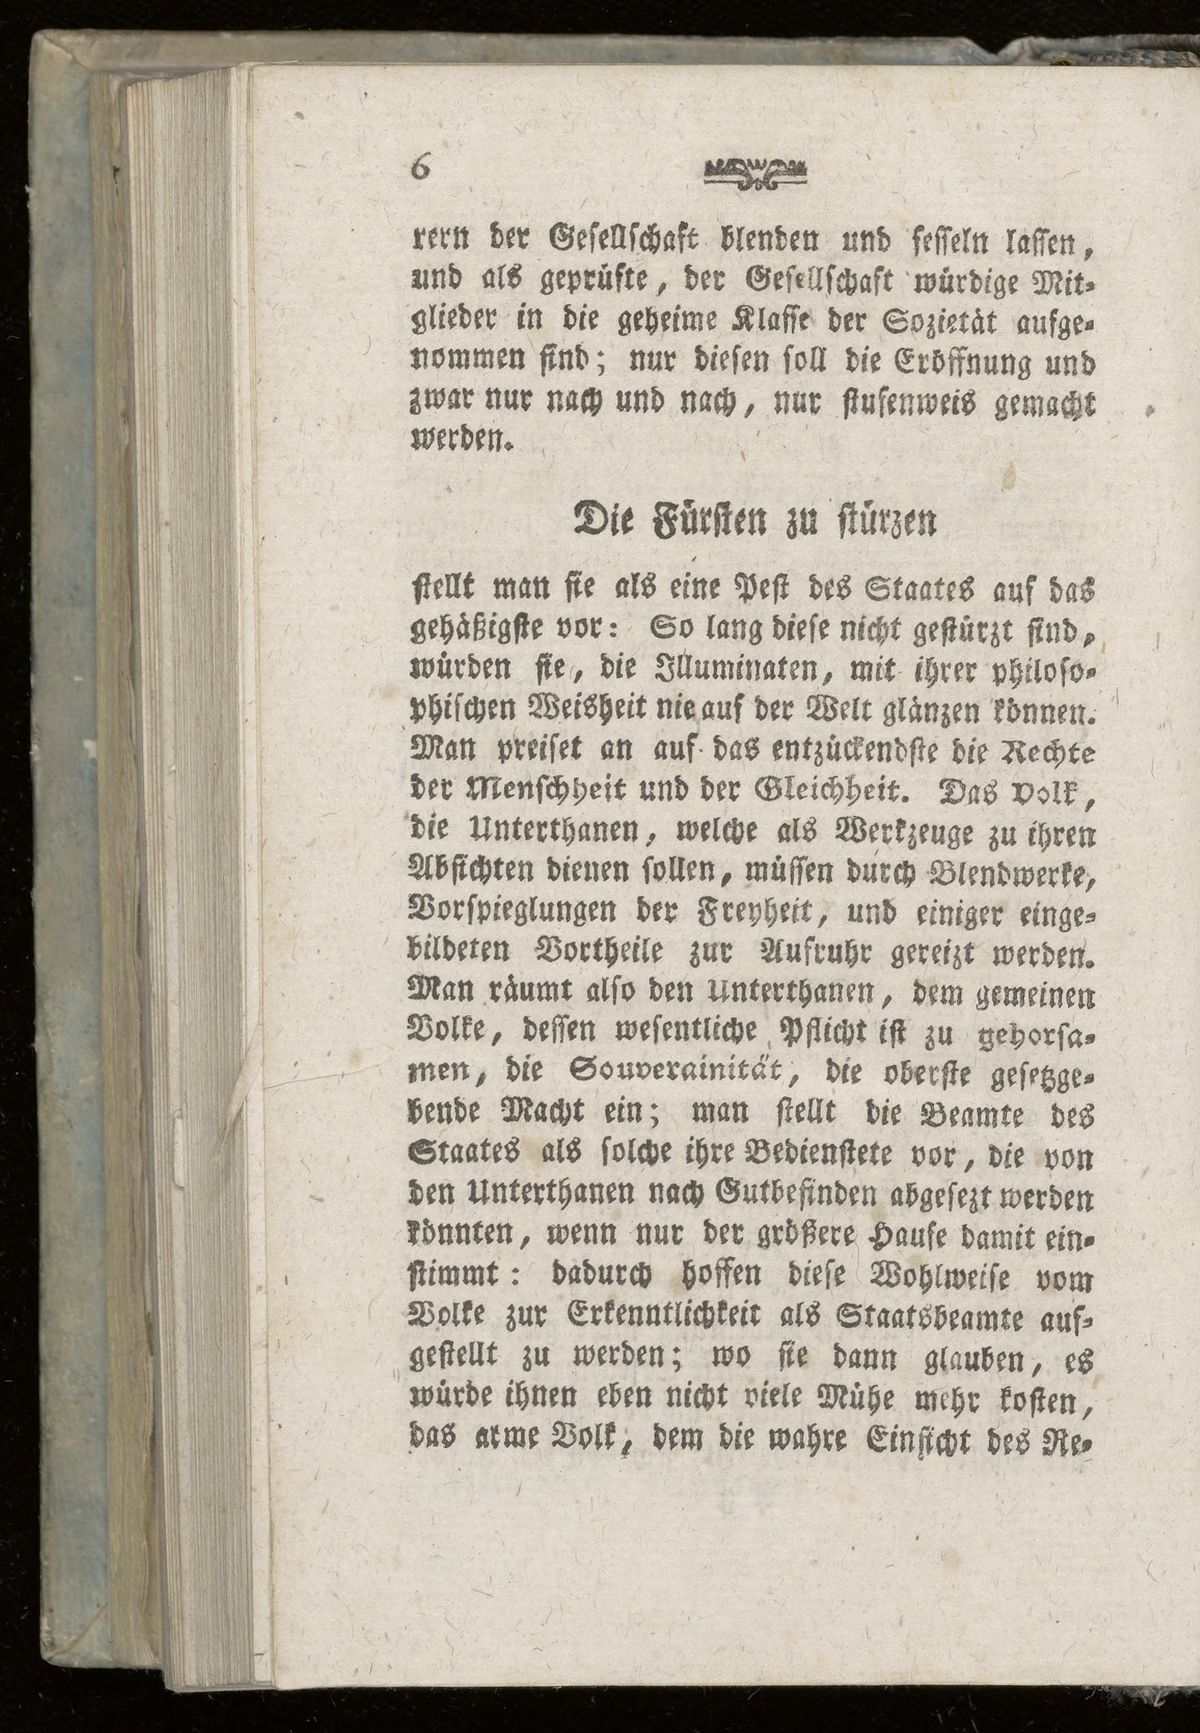 6
rern der Gesellschaft blenden und fesseln lassen,
und als geprüfte, der Gesellschaft würdige Mit-
glieder in die geheime Klasse der Sozietät aufge-
nommen sind; nur diesen soll die Eröffnung und
zwar nur nach und nach, nur stufenweis gemacht
werden.
Die Fürsten zu stürzen
stellt man sie als eine Pest des Staates auf das
gehäßigste vor: So lang diese nicht gestürzt sind,
würden sie, die Illuminaten, mit ihrer philoso-
phischen Weisheit nie auf der Welt glänzen können.
Man preiset an auf das entzückendste die Rechte
der Menschheit und der Gleichheit. Das Volk,
die Unterthanen, welche als Werkzeuge zu ihren
Absichten dienen sollen, müssen durch Blendwerke,
Vorspieglungen der Freyheit, und einiger einge-
bildeten Vortheile zur Aufruhr gereizt werden.
Man räumt also den Unterthanen, dem gemeinen
Volke, dessen wesentliche Pflicht ist zu gehorsa-
men, die Souverainität, die oberste gesetzge-
bende Macht ein; man stellt die Beamte des
Staates als solche ihre Bedienstete vor, die von
den Unterthanen nach Gutbefinden abgesezt werden
könnten, wenn nur der größere Haufe damit ein-
stimmt: dadurch hoffen diese Wohlweise vom
Volke zur Erkenntlichkeit als Staatsbeamte auf-
gestellt zu werden; wo sie dann glauben, es
würde ihnen eben nicht viele Mühe mehr kosten,
das arme Volk, dem die wahre Einsicht des Re-